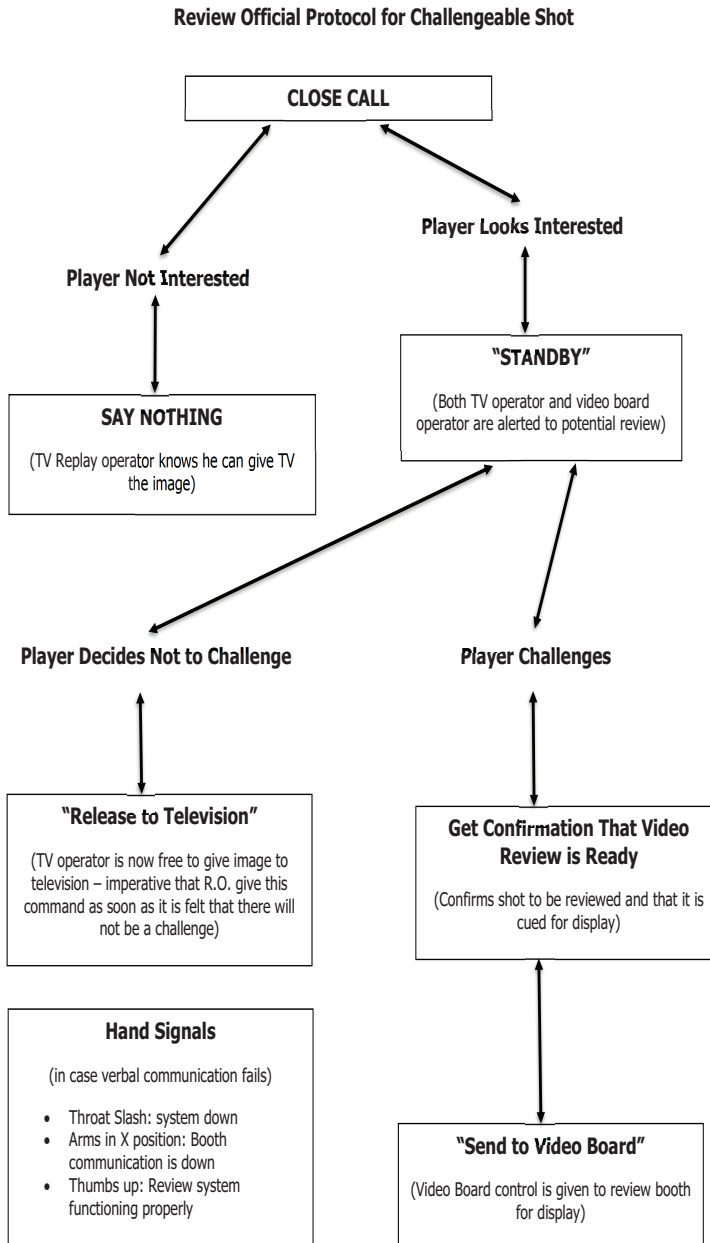 Review Official Protocol for Challengeable Shot
CLOSE CALL
Player Looks Interested
Player Not Interested
“STANDBY”
(Both TV operator and video board
operator are alerted to potential review)
SAY NOTHING
(TV Replay operator knows he can give TV
the image)
Player Decides Not to Challenge
Player Challenges
“Release to Television”
(TV operator is now free to give image to
television – imperative that R.O. give this
command as soon as it is felt that there will
not be a challenge)
Get Confirmation That Video
Review is Ready
(Confirms shot to be reviewed and that it is
cued for display)
Hand Signals
(in case verbal communication fails)
• Throat Slash: system down
• Arms in X position: Booth
communication is down
• Thumbs up: Review system
functioning properly
“Send to Video Board”
(Video Board control is given to review booth
for display)